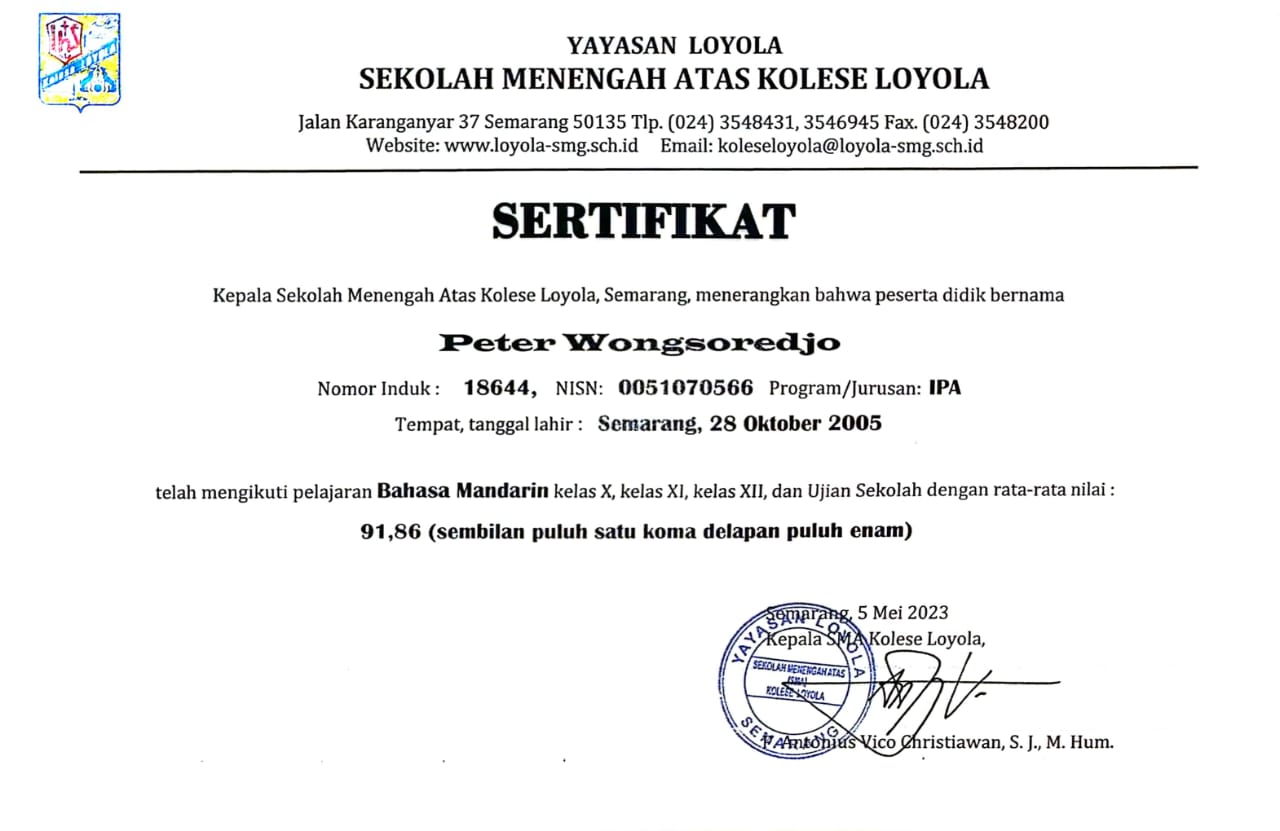 IHS
YAYASAN LOYOLA
SEKOLAH MENENGAH ATAS KOLESE LOYOLA
Jalan Karanganyar 37 Semarang 50135 Tlp. (024) 3548431, 3546945 Fax. (024) 3548200
Website: www.loyola-smg.sch.id Email: koleseloyola@loyola-smg.sch.id
SERTIFIKAT
Kepala Sekolah Menengah Atas Kolese Loyola, Semarang, menerangkan bahwa peserta didik bernama
Peter Wongsoredjo
Nomor Induk : 18644, NISN: 0051070566 Program/Jurusan: IPA
Tempat, tanggal lahir : Semarang, 28 Oktober 2005
telah mengikuti pelajaran Bahasa Mandarin kelas X, kelas XI, kelas XII, dan Ujian Sekolah dengan rata-rata nilai :
91,86 (sembilan puluh satu koma delapan puluh enam)
Semarang, 5 Mei 2023
Kepala SMA Kolese Loyola,
YAYASAN LOYOLA
SEKOLAH MENENGAH ATAS
(SMA)
KOLESE LOYOLA
SEMARANG
Antonius Vico Christiawan, S. J., M. Hum.